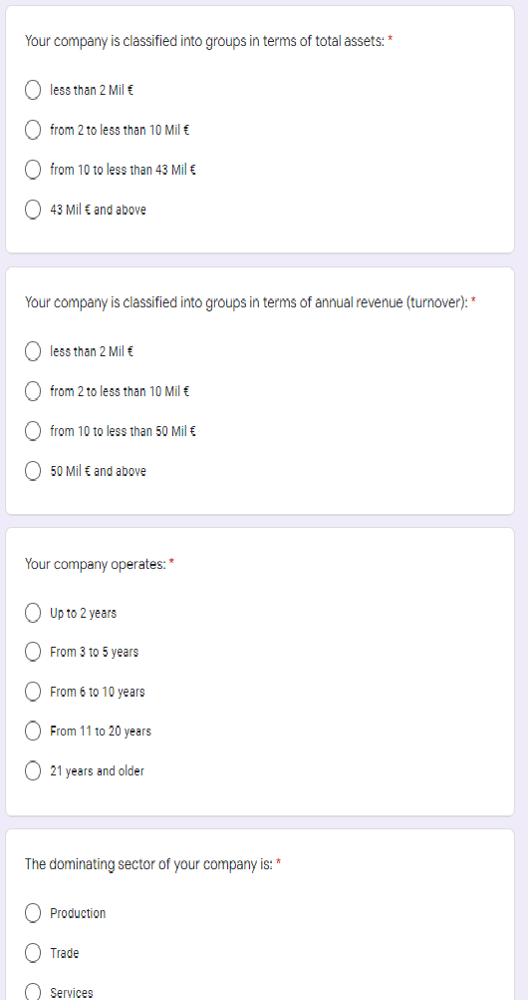 Your company is classified into groups in terms of total assets: *
less than 2 Mil €
from 2 to less than 10 Mil €
from 10 to less than 43 Mil €
43 Mil € and above
Your company is classified into groups in terms of annual revenue (turnover): *
less than 2 Mil €
from 2 to less than 10 Mil €
from 10 to less than 50 Mil €
50 Mil € and above
Your company operates: *
Up to 2 years
From 3 to 5 years
From 6 to 10 years
From 11 to 20 years
21 years and older
The dominating sector of your company is: *
Production
Trade
Services